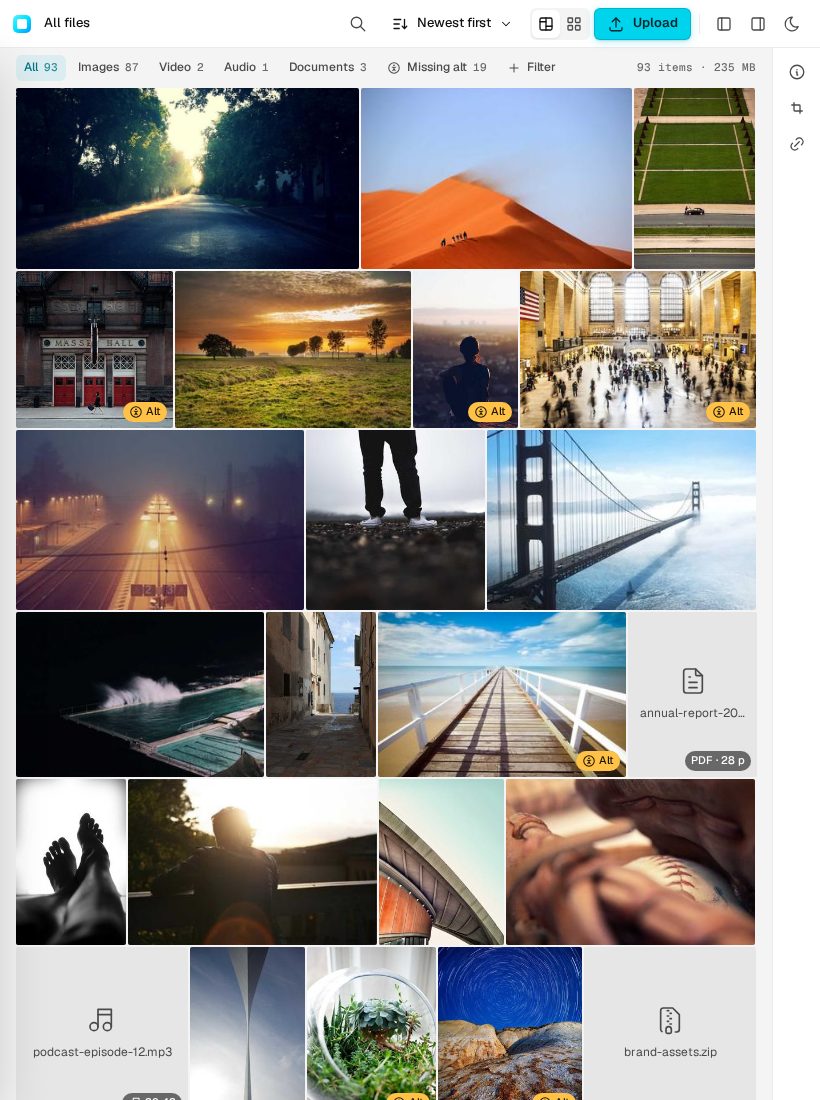 All files
Newest first
Upload
All 93 Images 87 Video 2 Audio 1 Documents 3 Missing alt 19 Filter 93 items · 235 MB
MASSEY HALL
Alt
Alt
Alt
Alt
annual-report-20...
PDF · 28 p
podcast-episode-12.mp3
brand-assets.zip
Alt
Alt